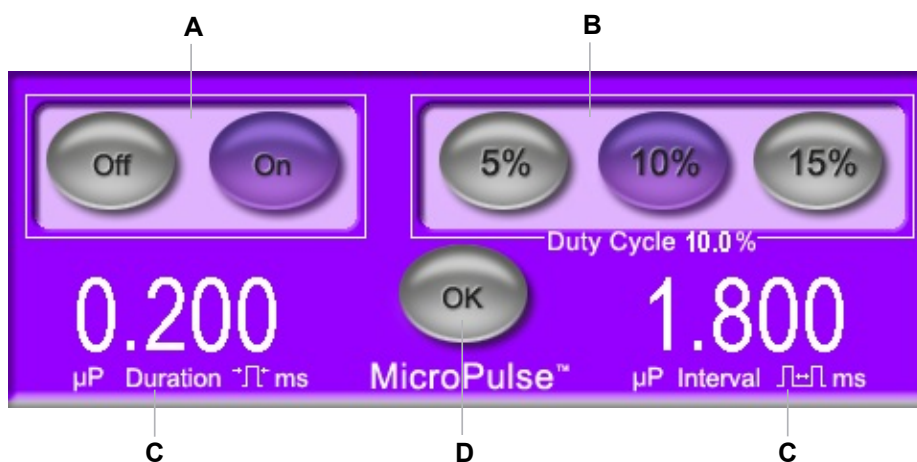 A B
Off On 5% 10% 15%
Duty Cycle 10.0%
OK
0.200 1.800
µP Duration ms MicroPulse™ µP Interval ms
C D C